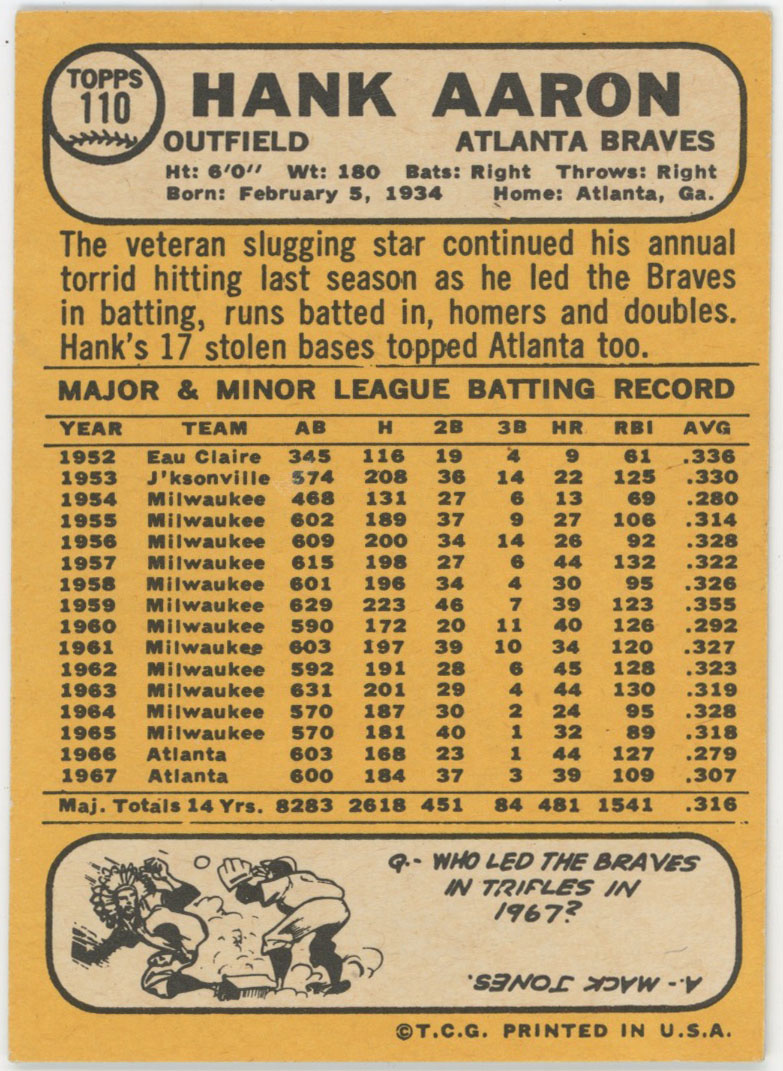 TOPPS
110
HANK AARON
OUTFIELD ATLANTA BRAVES
Ht: 6'0" Wt: 180 Bats: Right Throws: Right
Born: February 5, 1934 Home: Atlanta, Ga.
The veteran slugging star continued his annual
torrid hitting last season as he led the Braves
in batting, runs batted in, homers and doubles.
Hank's 17 stolen bases topped Atlanta too.
MAJOR & MINOR LEAGUE BATTING RECORD
YEAR TEAM AB H 2B 3B HR RBI AVG
1952 Eau Claire 345 116 19 4 9 61 .336
1953 J'ksonville 574 208 36 14 22 125 .330
1954 Milwaukee 468 131 27 6 13 69 .280
1955 Milwaukee 602 189 37 9 27 106 .314
1956 Milwaukee 609 200 34 14 26 92 .328
1957 Milwaukee 615 198 27 6 44 132 .322
1958 Milwaukee 601 196 34 4 30 95 .326
1959 Milwaukee 629 223 46 7 39 123 .355
1960 Milwaukee 590 172 20 11 40 126 .292
1961 Milwaukee 603 197 39 10 34 120 .327
1962 Milwaukee 592 191 28 6 45 128 .323
1963 Milwaukee 631 201 29 4 44 130 .319
1964 Milwaukee 570 187 30 2 24 95 .328
1965 Milwaukee 570 181 40 1 32 89 .318
1966 Atlanta 603 168 23 1 44 127 .279
1967 Atlanta 600 184 37 3 39 109 .307
Maj. Totals 14 Yrs. 8283 2618 451 84 481 1541 .316
Q.- WHO LED THE BRAVES
IN TRIPLES IN
1967?
A.- MACK JONES.
©T.C.G. PRINTED IN U.S.A.